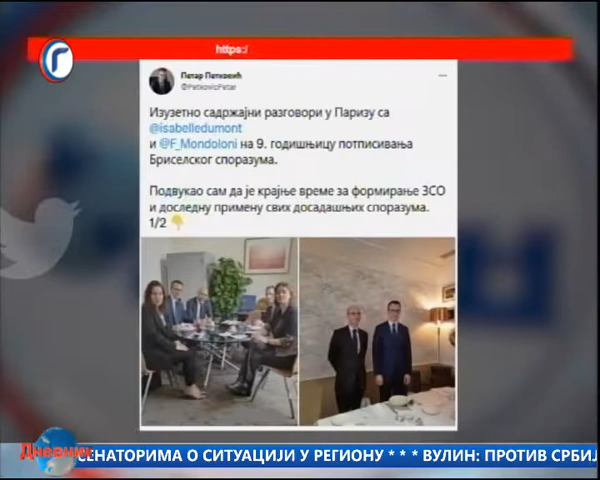 https:/
Петар Петковић
@PetkovicPetar
Изузетно садржајни разговори у Паризу са
@isabelledumont
и @F_Mondoloni на 9. годишњицу потписивања
Бриселског споразума.
Подвукао сам да је крајње време за формирање ЗСО
и доследну примену свих досадашњих споразума.
1/2
Дневник
СЕНАТОРИМА О СИТУАЦИЈИ У РЕГИОНУ * * * ВУЛИН: ПРОТИВ СРБИЈ